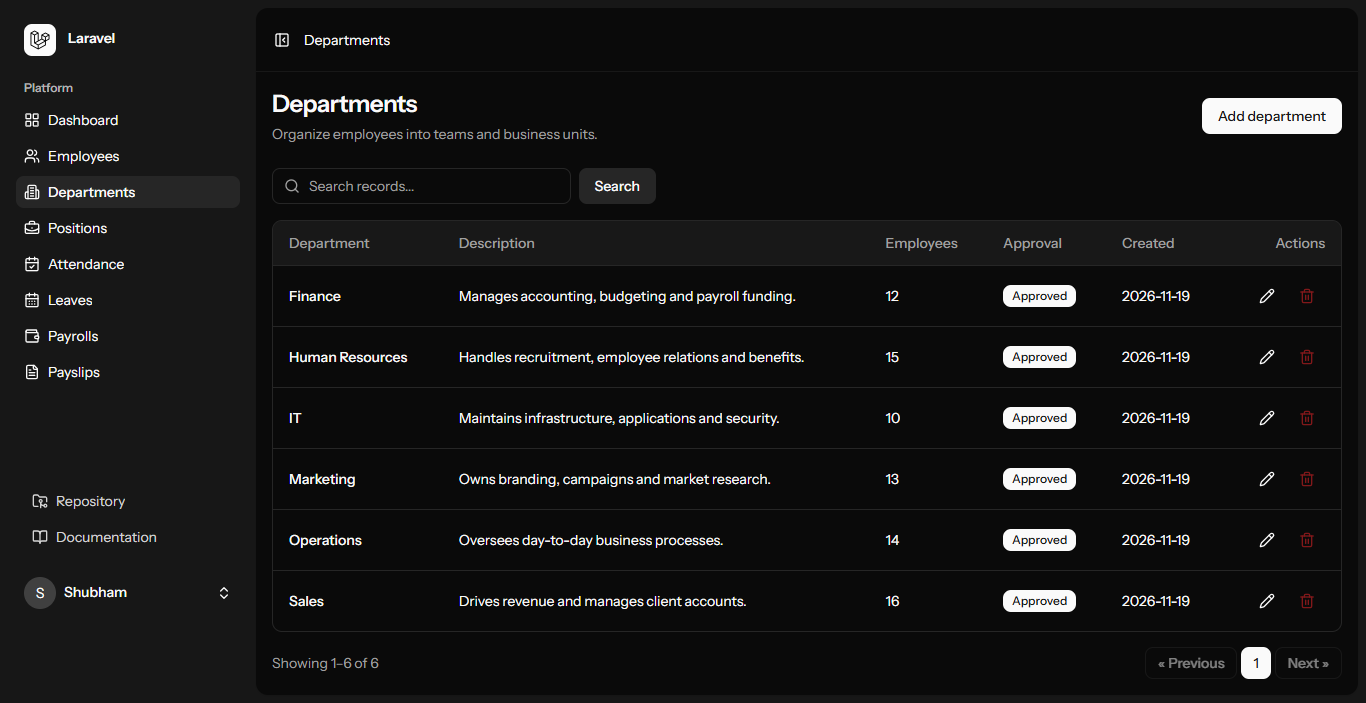 Laravel
Platform
Dashboard
Employees
Departments
Positions
Attendance
Leaves
Payrolls
Payslips
Repository
Documentation
S Shubham
Departments
Departments
Organize employees into teams and business units.
Add department
Search records... Search
Department Description Employees Approval Created Actions
Finance Manages accounting, budgeting and payroll funding. 12 Approved 2026-11-19
Human Resources Handles recruitment, employee relations and benefits. 15 Approved 2026-11-19
IT Maintains infrastructure, applications and security. 10 Approved 2026-11-19
Marketing Owns branding, campaigns and market research. 13 Approved 2026-11-19
Operations Oversees day-to-day business processes. 14 Approved 2026-11-19
Sales Drives revenue and manages client accounts. 16 Approved 2026-11-19
Showing 1–6 of 6 « Previous 1 Next »